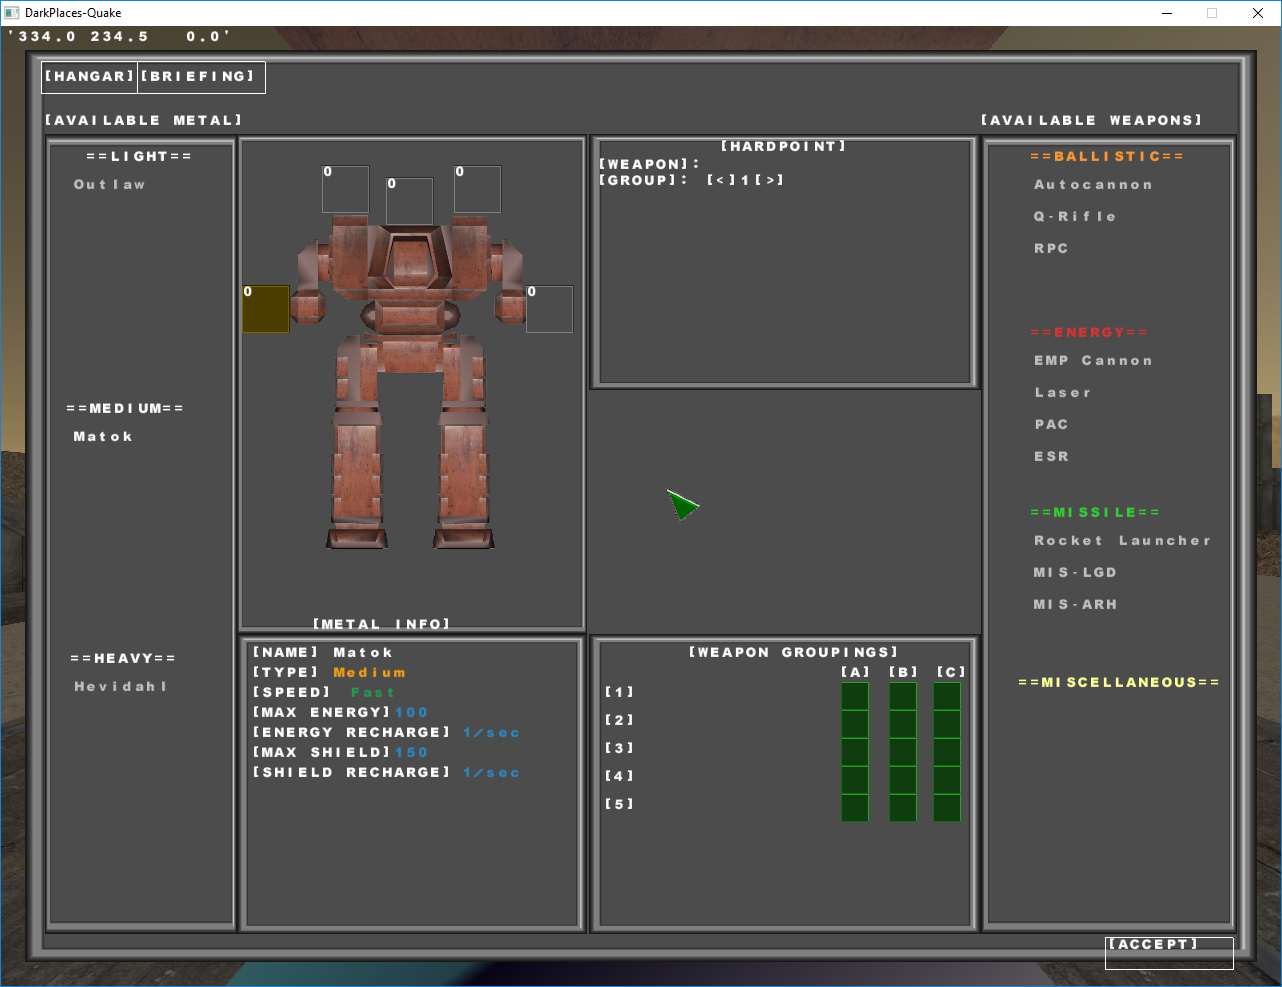 DarkPlaces-Quake
'334.0 234.5 0.0'
[HANGAR] [BRIEFING]
[AVAILABLE METAL]
[AVAILABLE WEAPONS]
==LIGHT==
Outlaw
==MEDIUM==
Matok
==HEAVY==
Hevidahl
0
0
0
0
0
[HARDPOINT]
[WEAPON]:
[GROUP]: [<]1[>]
==BALLISTIC==
Autocannon
Q-Rifle
RPC
==ENERGY==
EMP Cannon
Laser
PAC
ESR
==MISSILE==
Rocket Launcher
MIS-LGD
MIS-ARH
==MISCELLANEOUS==
[METAL INFO]
[NAME] Matok
[TYPE] Medium
[SPEED] Fast
[MAX ENERGY]100
[ENERGY RECHARGE] 1/sec
[MAX SHIELD]150
[SHIELD RECHARGE] 1/sec
[WEAPON GROUPINGS]
[A] [B] [C]
[1]
[2]
[3]
[4]
[5]
[ACCEPT]